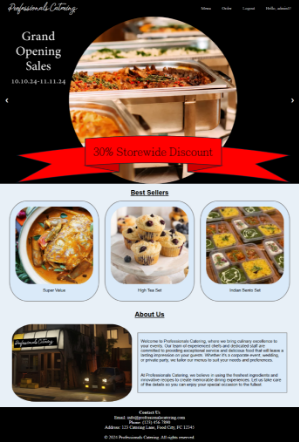 Professionals Catering
Menu Order Logout Hello, admin!!
Grand
Opening
Sales
10.10.24-11.11.24
30% Storewide Discount
Best Sellers
Super Value
High Tea Set
Indian Bento Set
About Us
Professionals Catering
Welcome to Professionals Catering, where we bring culinary excellence to
your events. Our team of experienced chefs and dedicated staff are
committed to providing exceptional service and delicious food that will leave a
lasting impression on your guests. Whether it's a corporate event, wedding,
or private party, we tailor our menus to suit your needs and preferences.
At Professionals Catering, we believe in using the freshest ingredients and
innovative recipes to create memorable dining experiences. Let us take care
of the details so you can enjoy your special occasion to the fullest!
Contact Us
Email: info@professionalscatering.com
Phone: (123) 456-7890
Address: 123 Catering Lane, Food City, FC 12345
© 2024 Professionals Catering. All rights reserved.